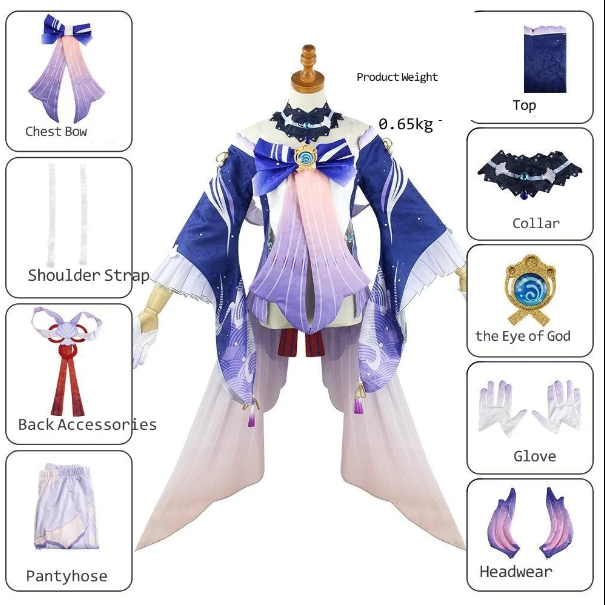 Chest Bow
Shoulder Strap
Back Accessories
Pantyhose
Product Weight
0.65kg
Top
Collar
the Eye of God
Glove
Headwear